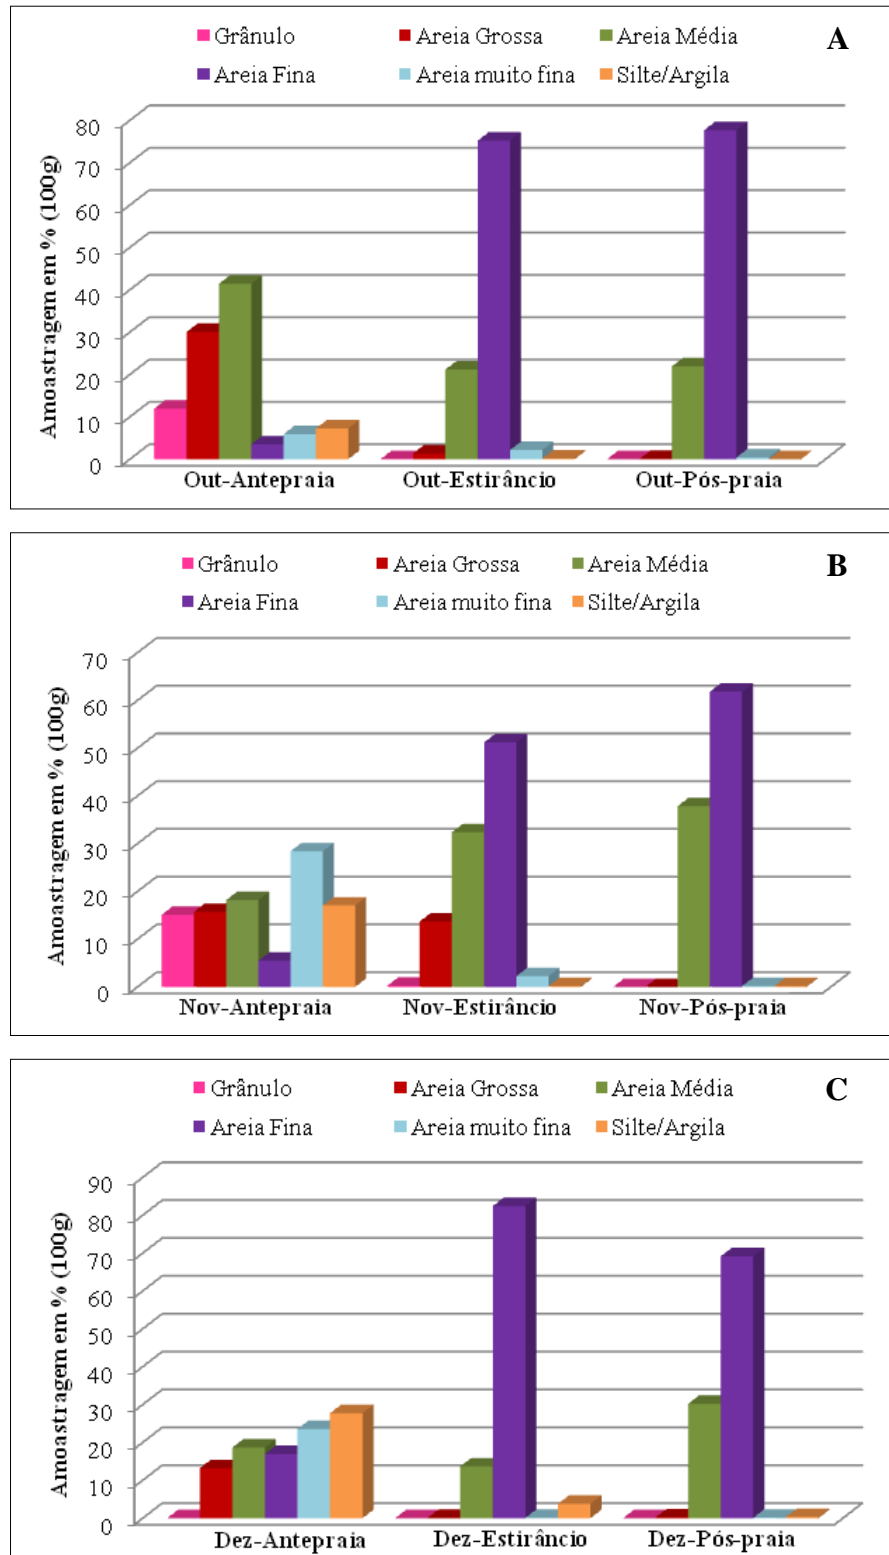 Grânulo Areia Grossa Areia Média A
Areia Fina Areia muito fina Silte/Argila
Amoastragem em % (100g)
80
70
60
50
40
30
20
10
0
Out-Antepraia Out-Estirâncio Out-Pós-praia
Grânulo Areia Grossa Areia Média B
Areia Fina Areia muito fina Silte/Argila
Amoastragem em % (100g)
70
60
50
40
30
20
10
0
Nov-Antepraia Nov-Estirâncio Nov-Pós-praia
Grânulo Areia Grossa Areia Média C
Areia Fina Areia muito fina Silte/Argila
Amoastragem em % (100g)
90
80
70
60
50
40
30
20
10
0
Dez-Antepraia Dez-Estirâncio Dez-Pós-praia